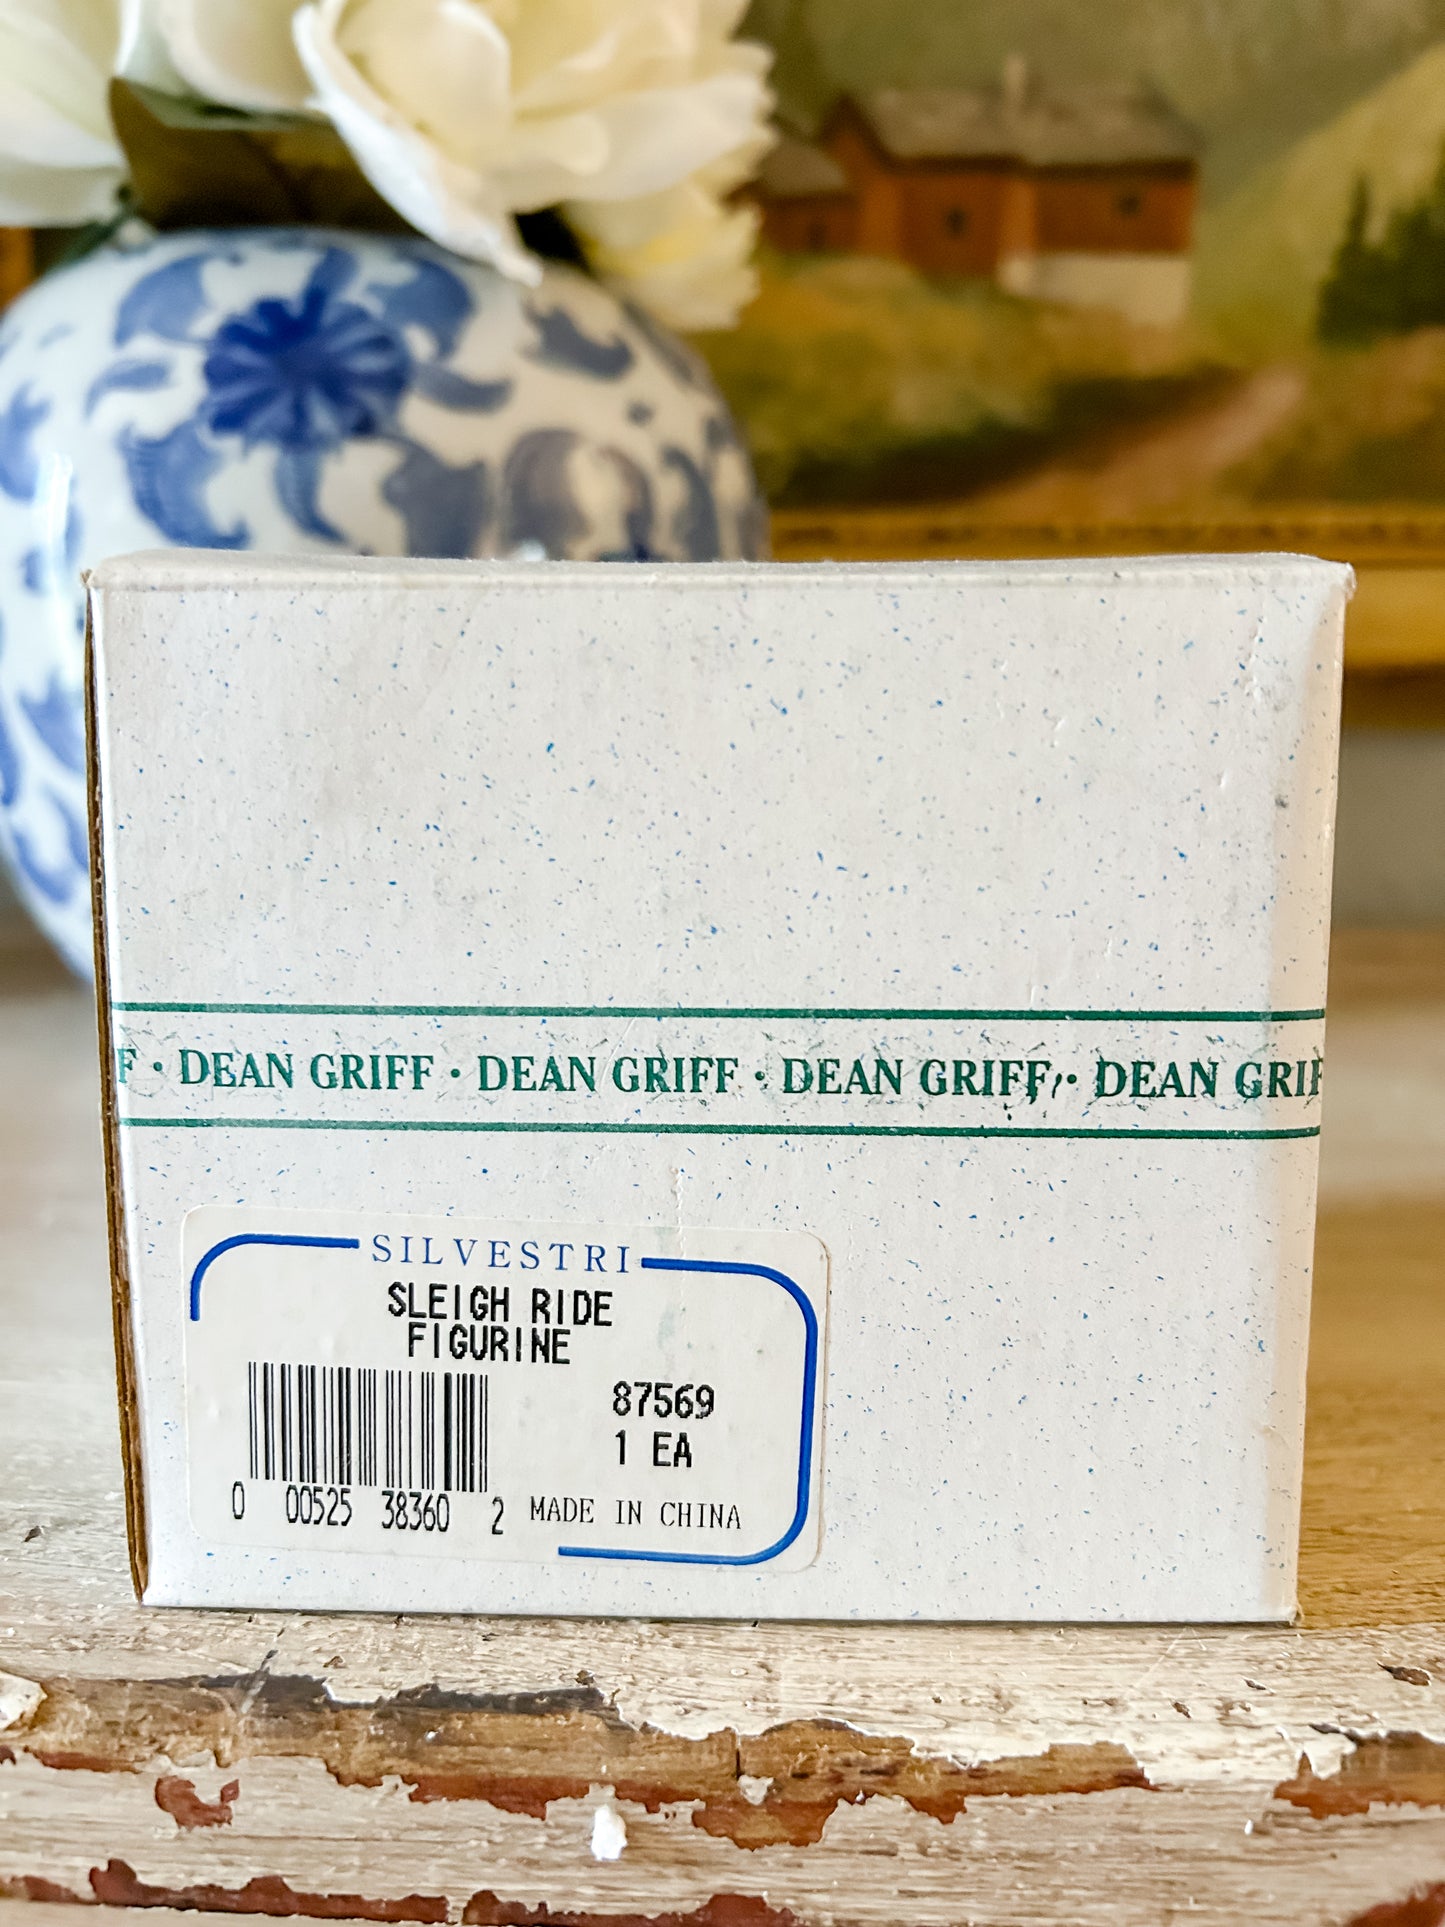 F · DEAN GRIFF · DEAN GRIFF · DEAN GRIFF · DEAN GRIF
SILVESTRI
SLEIGH RIDE
FIGURINE
87569
1 EA
0 00525 38360 2
MADE IN CHINA